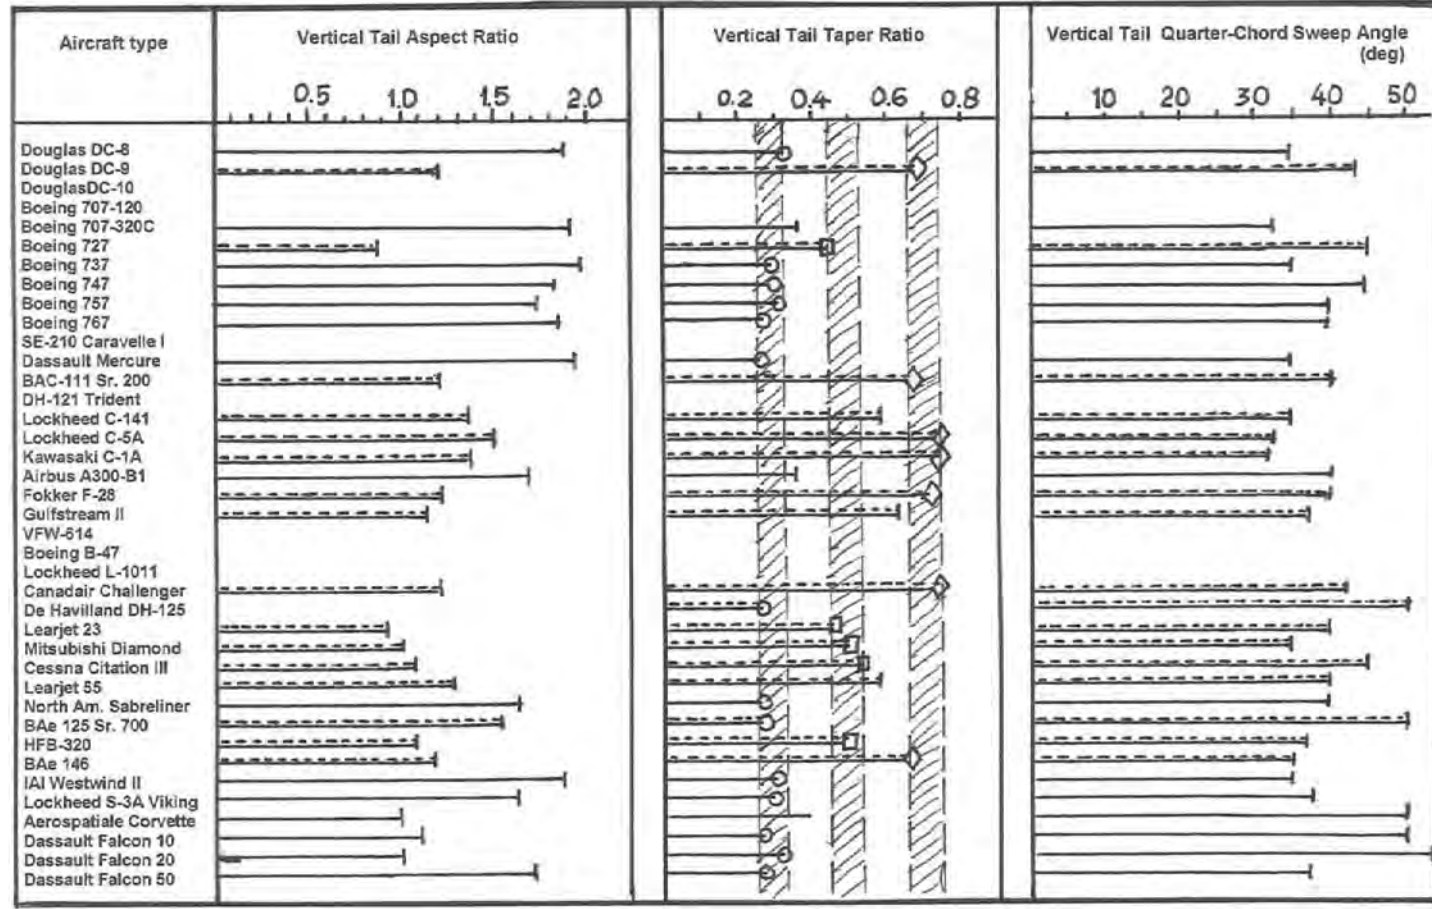 Aircraft type
Vertical Tail Aspect Ratio
Vertical Tail Taper Ratio
Vertical Tail Quarter-Chord Sweep Angle
(deg)
0.5 1.0 1.5 2.0
0.2 0.4 0.6 0.8
10 20 30 40 50
Douglas DC-8
Douglas DC-9
DouglasDC-10
Boeing 707-120
Boeing 707-320C
Boeing 727
Boeing 737
Boeing 747
Boeing 757
Boeing 767
SE-210 Caravelle I
Dassault Mercure
BAC-111 Sr. 200
DH-121 Trident
Lockheed C-141
Lockheed C-5A
Kawasaki C-1A
Airbus A300-B1
Fokker F-28
Gulfstream II
VFW-614
Boeing B-47
Lockheed L-1011
Canadair Challenger
De Havilland DH-125
Learjet 23
Mitsubishi Diamond
Cessna Citation III
Learjet 55
North Am. Sabreliner
BAe 125 Sr. 700
HFB-320
BAe 146
IAI Westwind II
Lockheed S-3A Viking
Aerospatiale Corvette
Dassault Falcon 10
Dassault Falcon 20
Dassault Falcon 50